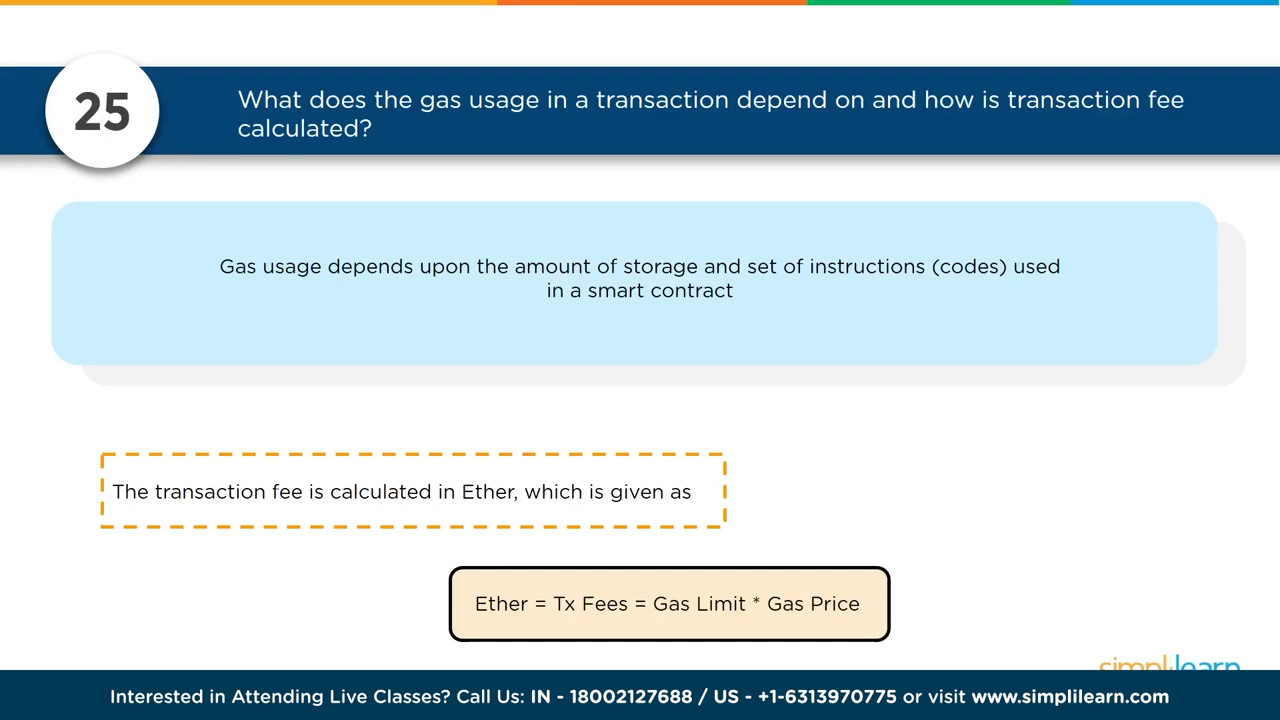 25
What does the gas usage in a transaction depend on and how is transaction fee
calculated?
Gas usage depends upon the amount of storage and set of instructions (codes) used
in a smart contract
The transaction fee is calculated in Ether, which is given as
Ether = Tx Fees = Gas Limit * Gas Price
simplilearn
Interested in Attending Live Classes? Call Us: IN - 18002127688 / US - +1-6313970775 or visit www.simplilearn.com